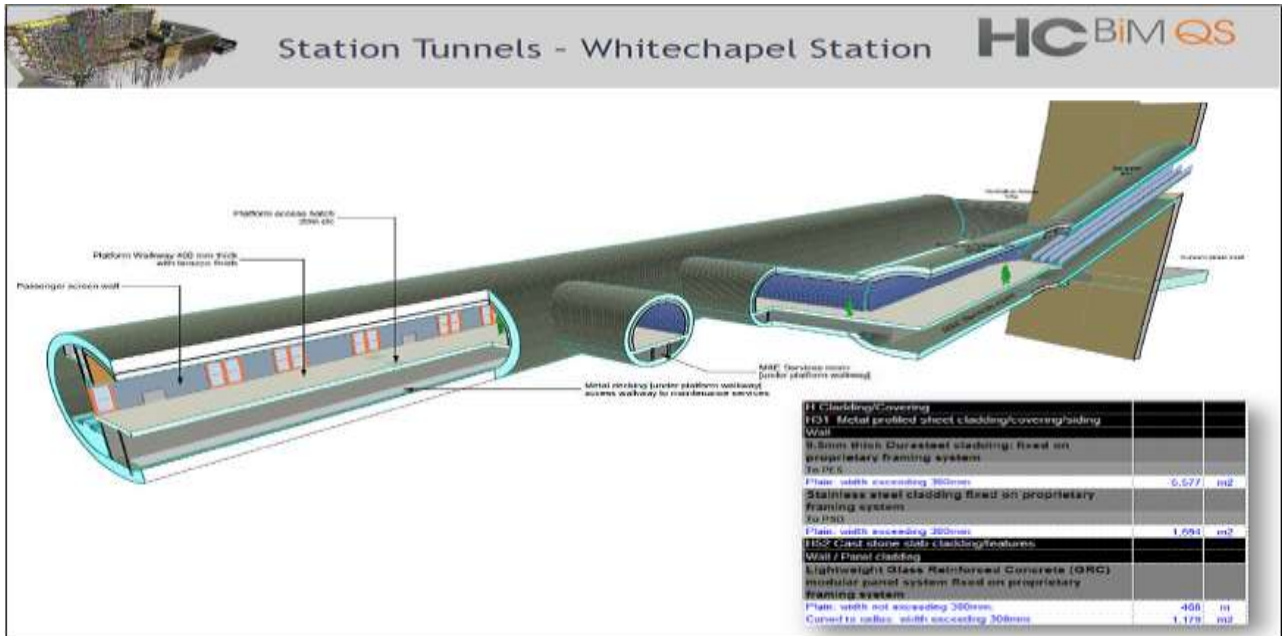 Station Tunnels - Whitechapel Station
HC BiM QS
Platform access hatch
Platform Walkway 400 mm thick
with terrazzo finish
Passenger screen wall
M&E Services room
[under platform walkway]
Metal decking [under platform walkway]
access walkway to maintenance services
H Cladding/Covering
H31 Metal profiled sheet cladding/covering/siding
Wall
9.5mm thick Durasteel cladding; fixed on
proprietary framing system
To PES
Plain, width exceeding 300mm m2
Stainless steel cladding fixed on proprietary
framing system
To PSD
Plain, width exceeding 300mm 1,694 m2
H52 Cast stone slab cladding/features
Wall / Panel cladding
Lightweight Glass Reinforced Concrete (GRC)
modular panel system fixed on proprietary
framing system
Plain, width not exceeding 300mm m
Curved to radius, width exceeding 300mm 1,179 m2